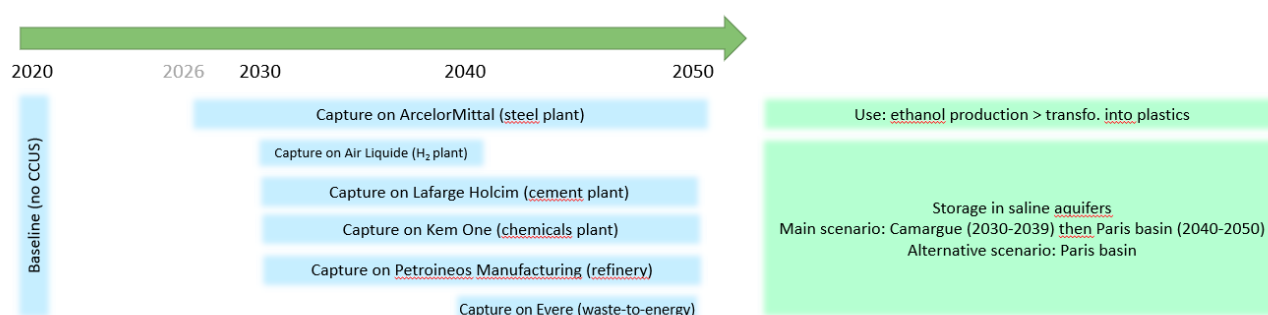 2020 2026 2030 2040 2050
Baseline (no CCUS)
Capture on ArcelorMittal (steel plant)
Use: ethanol production > transfo. into plastics
Capture on Air Liquide (H₂ plant)
Capture on Lafarge Holcim (cement plant)
Capture on Kem One (chemicals plant)
Capture on Petroineos Manufacturing (refinery)
Capture on Evere (waste-to-energy)
Storage in saline aquifers
Main scenario: Camargue (2030-2039) then Paris basin (2040-2050)
Alternative scenario: Paris basin